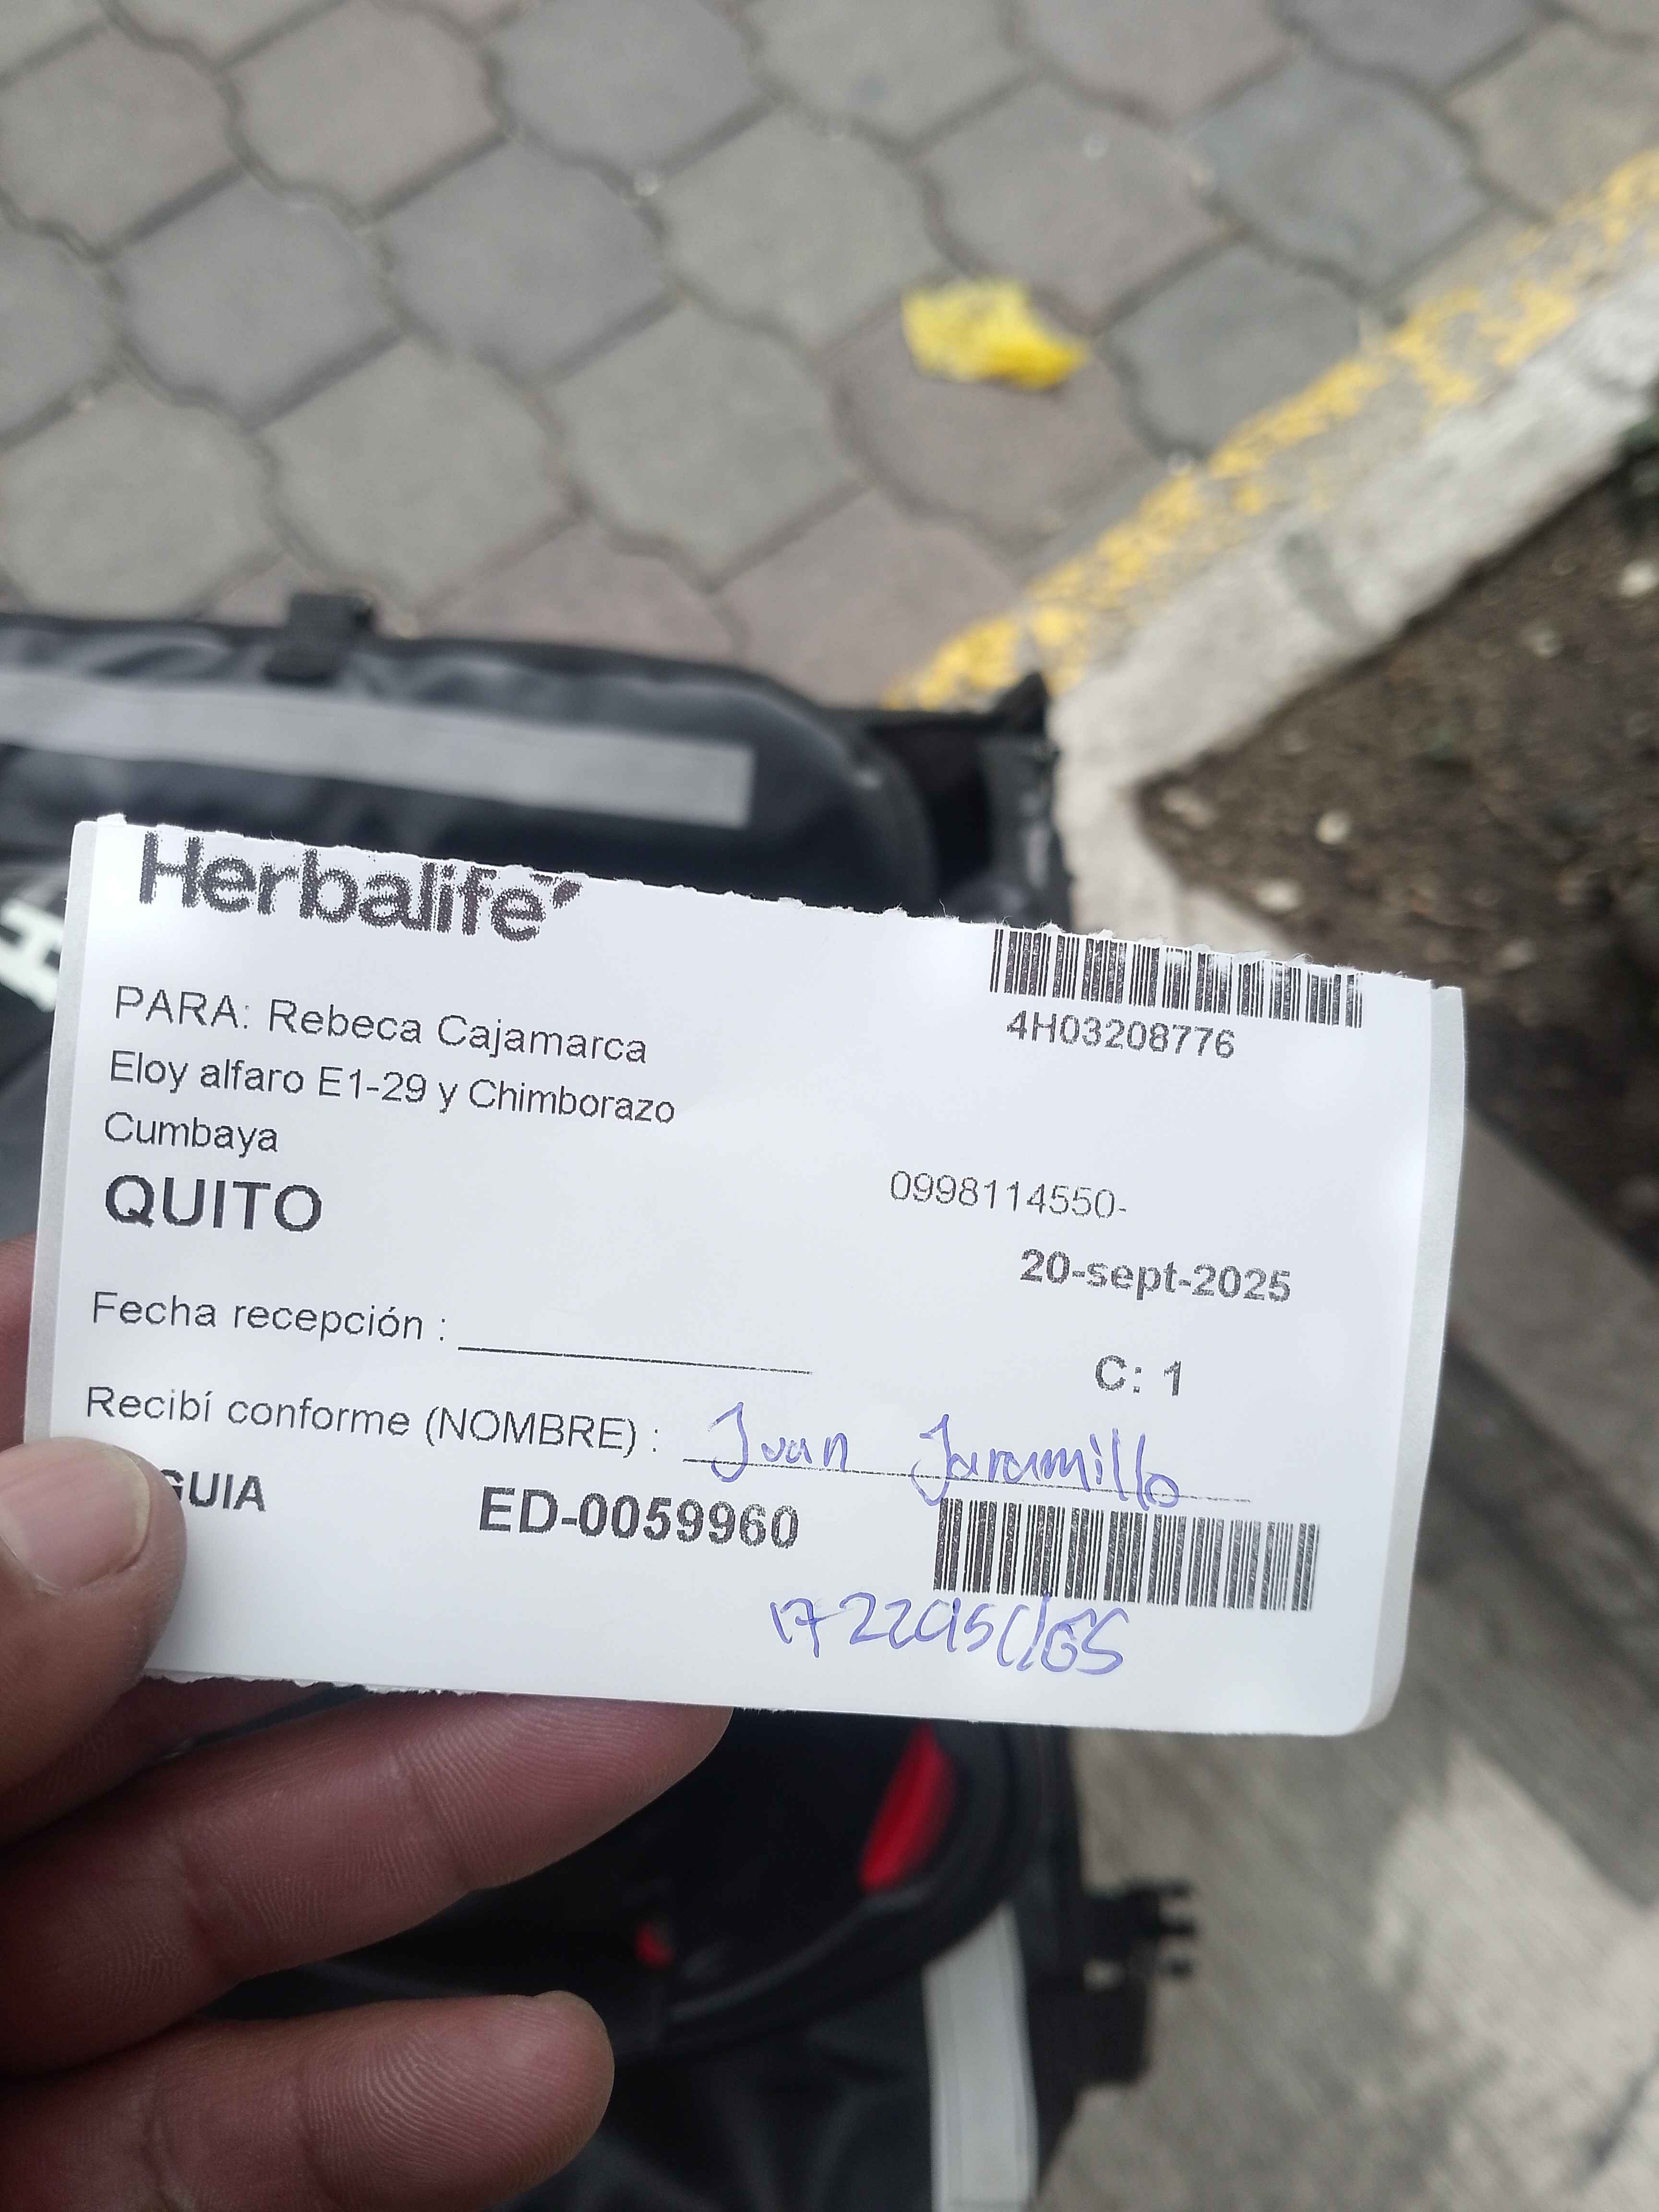 Herbalife
4H03208776
PARA: Rebeca Cajamarca
Eloy alfaro E1-29 y Chimborazo
Cumbaya
QUITO
0998114550-
20-sept-2025
Fecha recepción :
C: 1
Recibí conforme (NOMBRE) : Juan Jaramillo
GUIA ED-0059960